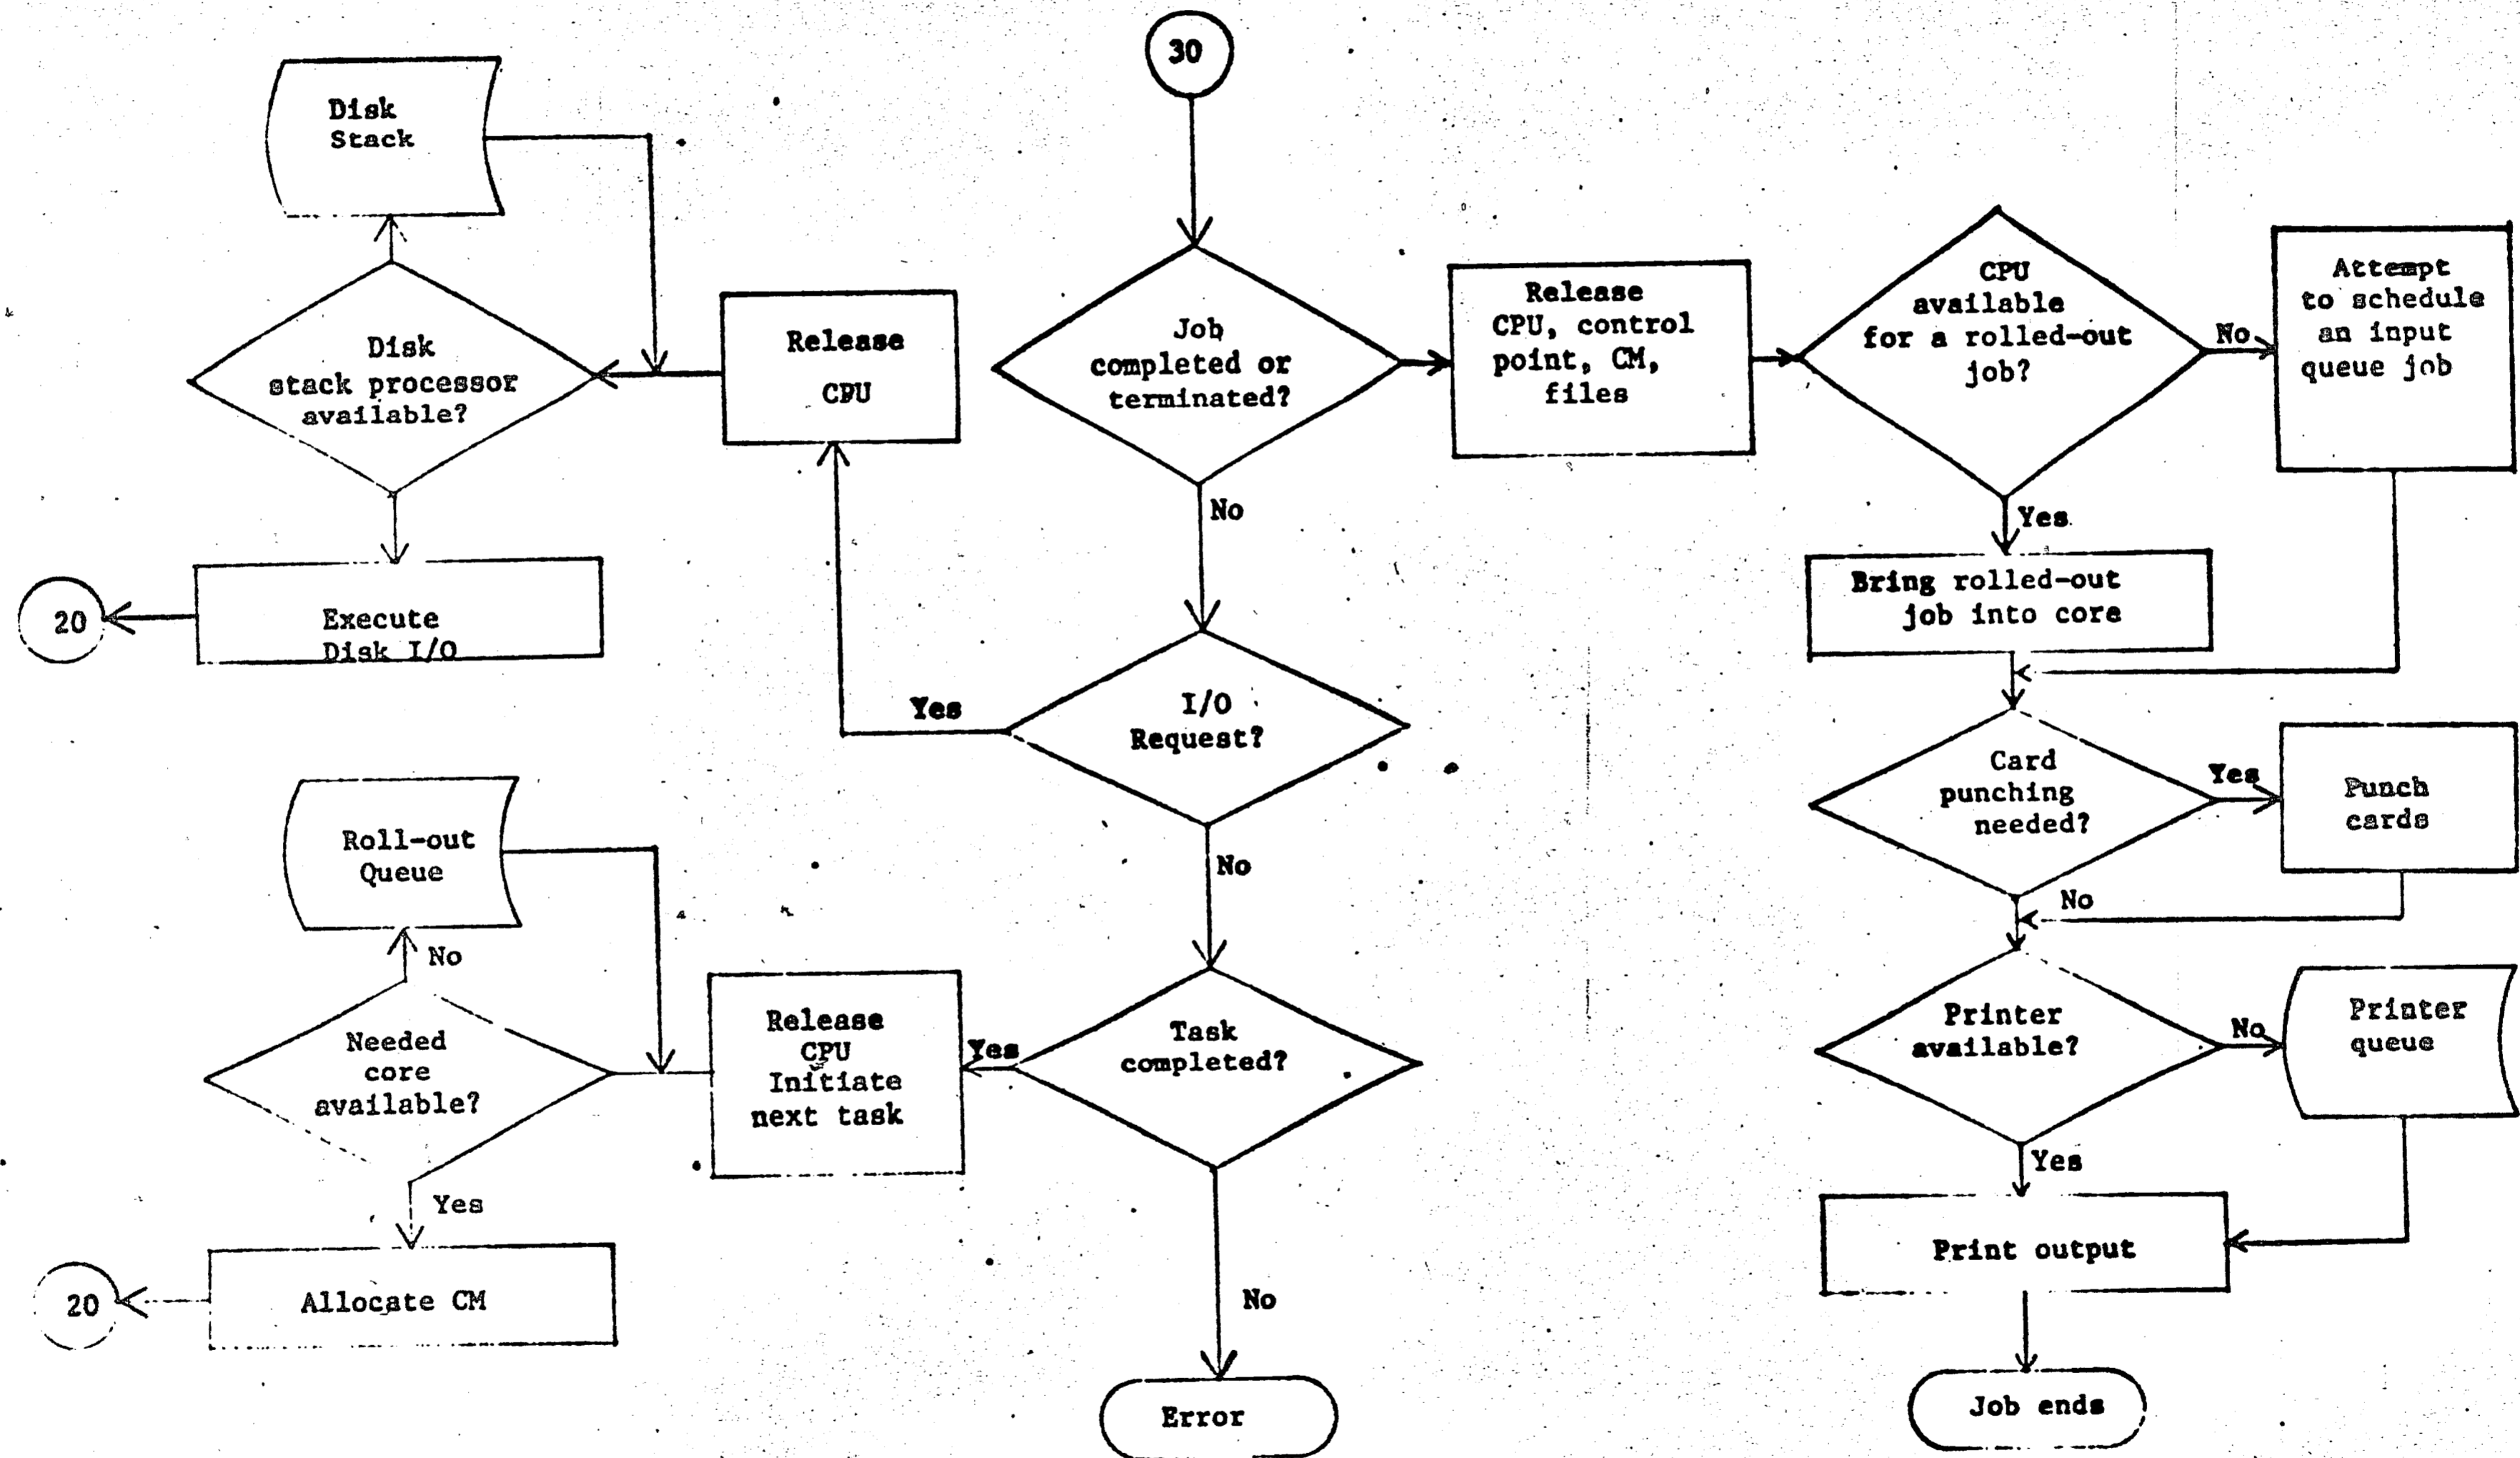 30
Disk
Stack
Disk
stack processor
available?
Release
CPU
Execute
Disk I/O
20
Job
completed or
terminated?
No
Release
CPU, control
point, CM,
files
CPU
available
for a rolled-out
job?
No
Attempt
to schedule
an input
queue job
Yes
Bring rolled-out
job into core
I/O
Request?
Yes
No
Card
punching
needed?
Yes
Punch
cards
No
Roll-out
Queue
No
Needed
core
available?
Yes
Release
CPU
Initiate
next task
Yes
Task
completed?
No
Printer
available?
No
Printer
queue
Yes
Print output
Allocate CM
20
Error
Job ends